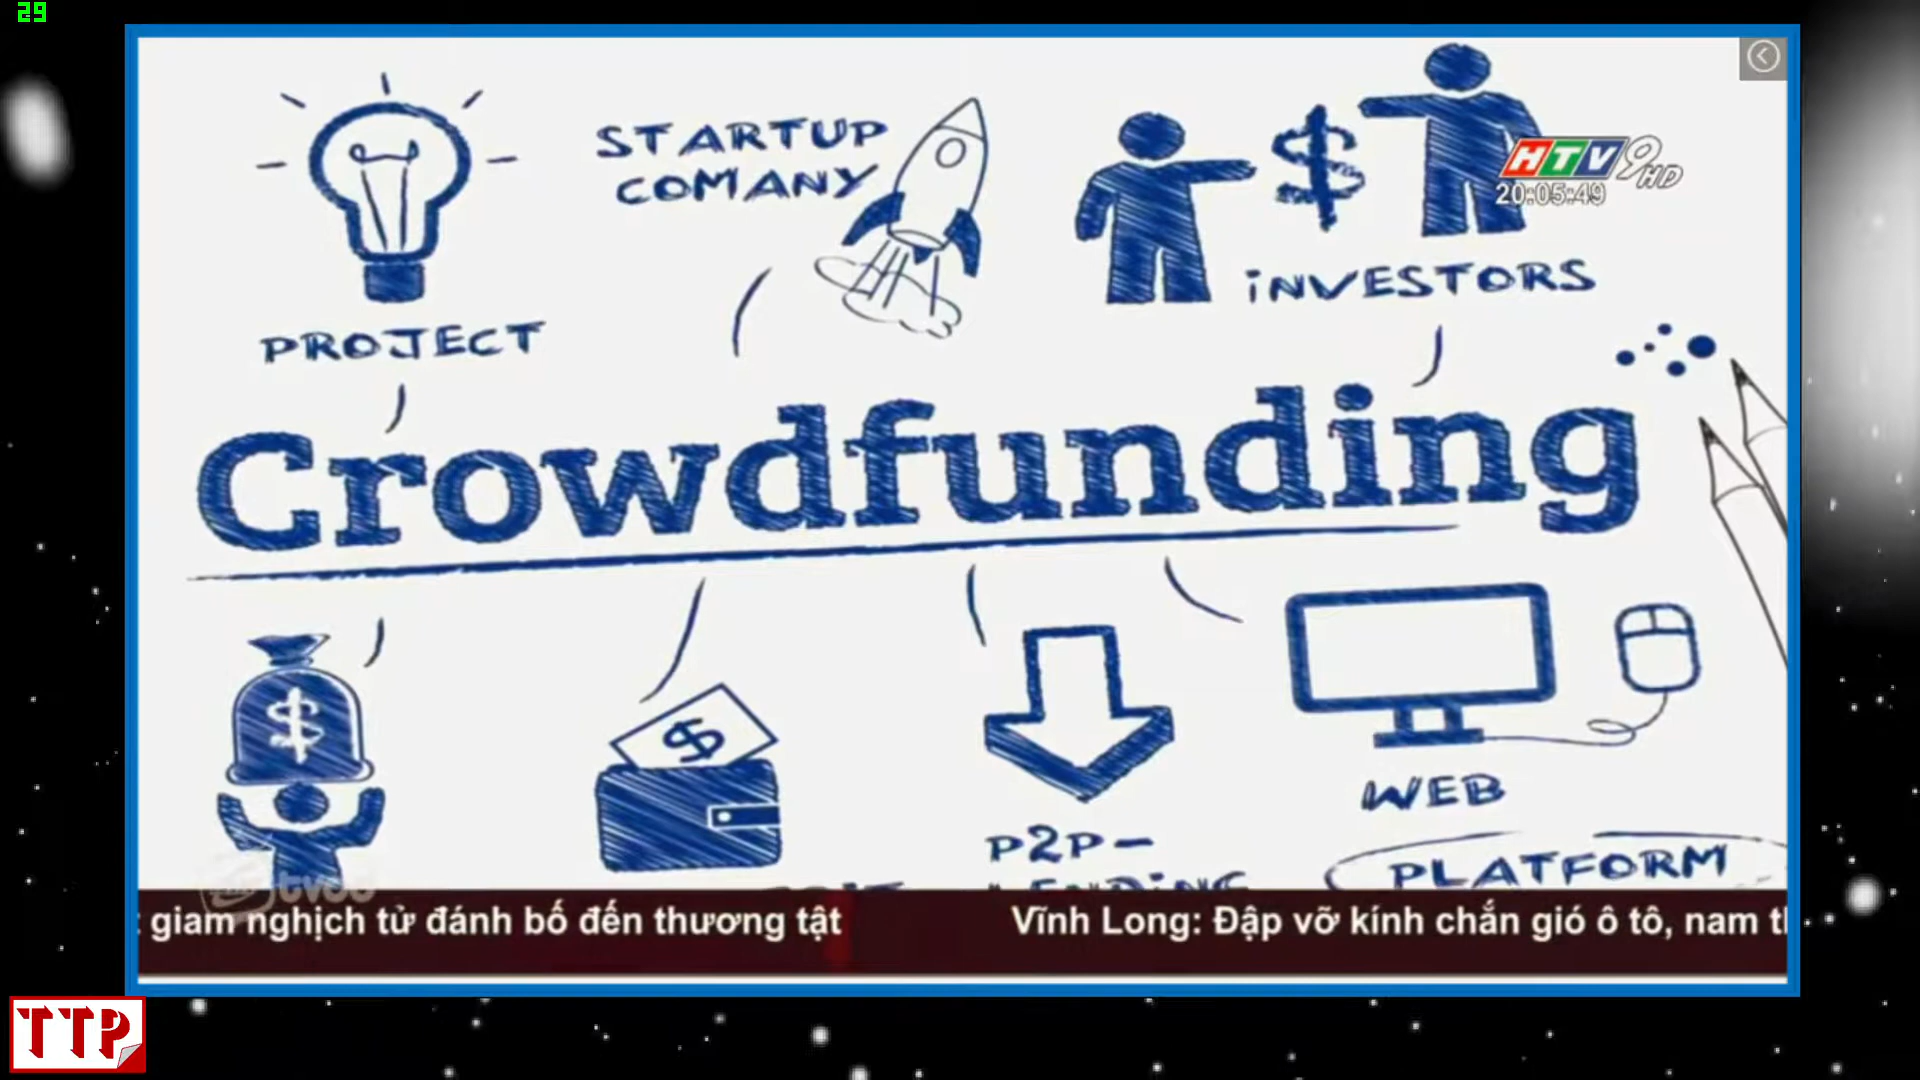 29
STARTUP
COMANY
HTV9
HD
20:05:49
INVESTORS
PROJECT
Crowdfunding
WEB
P2P-
PLATFORM
giam nghịch tử đánh bố đến thương tật
Vĩnh Long: Đập vỡ kính chắn gió ô tô, nam
TTP